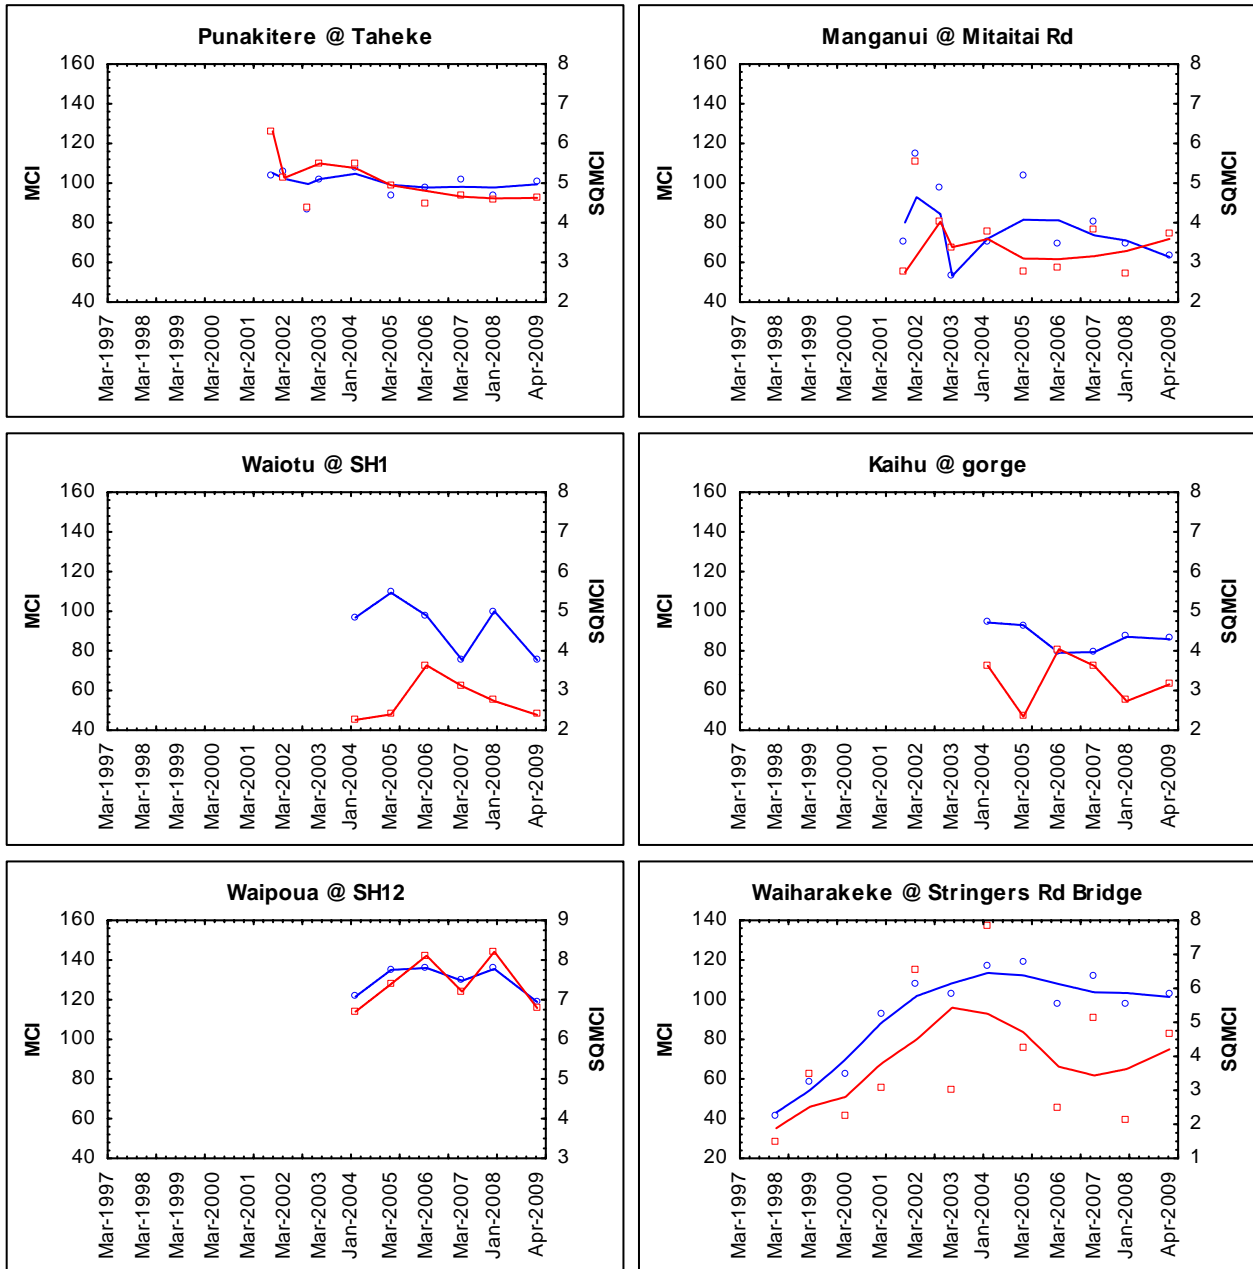 Punakitere @ Taheke
160
140
120
100
80
60
40
MCI
8
7
6
5
4
3
2
SQMCI
Mar-1997
Mar-1998
Mar-1999
Mar-2000
Mar-2001
Mar-2002
Mar-2003
Jan-2004
Mar-2005
Mar-2006
Mar-2007
Jan-2008
Apr-2009
Manganui @ Mitaitai Rd
160
140
120
100
80
60
40
MCI
8
7
6
5
4
3
2
SQMCI
Mar-1997
Mar-1998
Mar-1999
Mar-2000
Mar-2001
Mar-2002
Mar-2003
Jan-2004
Mar-2005
Mar-2006
Mar-2007
Jan-2008
Apr-2009
Waiotu @ SH1
160
140
120
100
80
60
40
MCI
8
7
6
5
4
3
2
SQMCI
Mar-1997
Mar-1998
Mar-1999
Mar-2000
Mar-2001
Mar-2002
Mar-2003
Jan-2004
Mar-2005
Mar-2006
Mar-2007
Jan-2008
Apr-2009
Kaihu @ gorge
160
140
120
100
80
60
40
MCI
8
7
6
5
4
3
2
SQMCI
Mar-1997
Mar-1998
Mar-1999
Mar-2000
Mar-2001
Mar-2002
Mar-2003
Jan-2004
Mar-2005
Mar-2006
Mar-2007
Jan-2008
Apr-2009
Waipoua @ SH12
160
140
120
100
80
60
40
MCI
9
8
7
6
5
4
3
SQMCI
Mar-1997
Mar-1998
Mar-1999
Mar-2000
Mar-2001
Mar-2002
Mar-2003
Jan-2004
Mar-2005
Mar-2006
Mar-2007
Jan-2008
Apr-2009
Waiharakeke @ Stringers Rd Bridge
140
120
100
80
60
40
20
MCI
8
7
6
5
4
3
2
1
SQMCI
Mar-1997
Mar-1998
Mar-1999
Mar-2000
Mar-2001
Mar-2002
Mar-2003
Jan-2004
Mar-2005
Mar-2006
Mar-2007
Jan-2008
Apr-2009